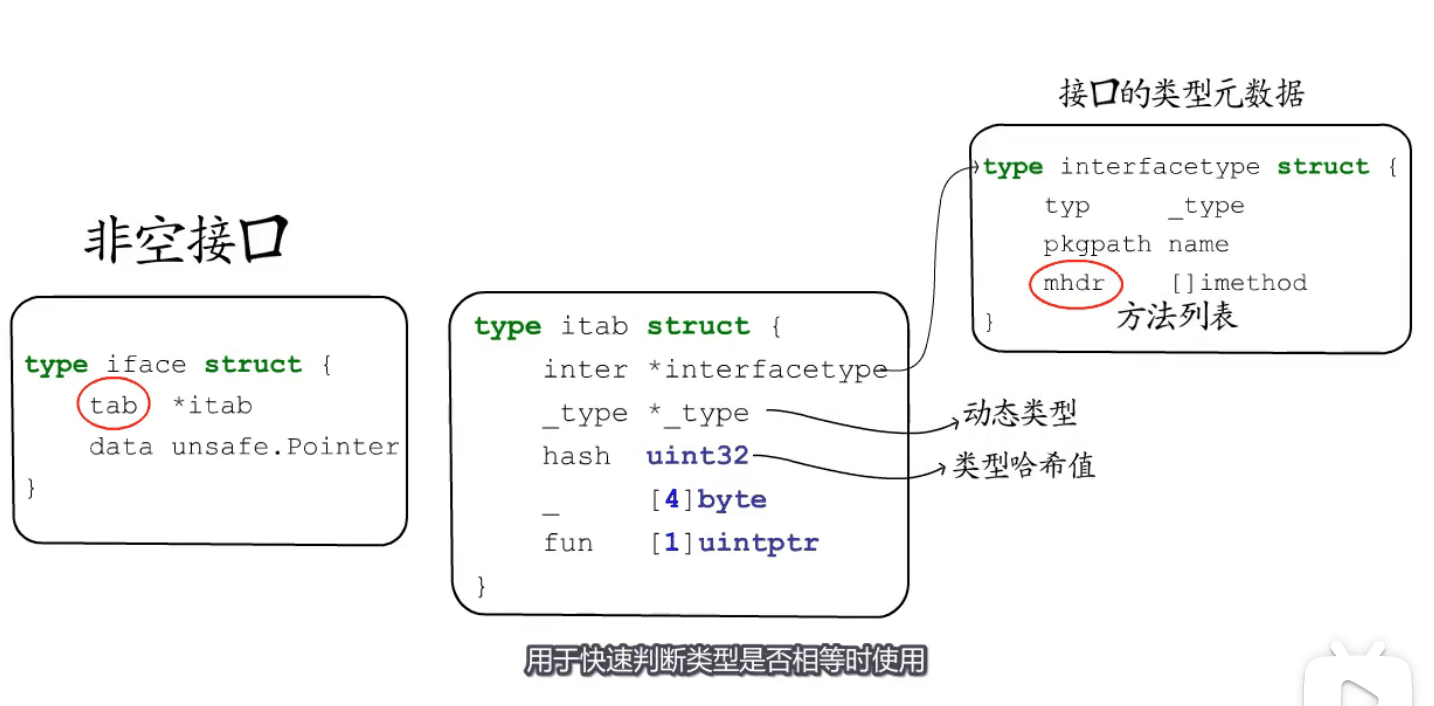 接口的类型元数据
type interfacetype struct {
typ _type
pkgpath name
mhdr []imethod
}
方法列表
非空接口
type iface struct {
tab *itab
data unsafe.Pointer
}
type itab struct {
inter *interfacetype
_type *_type
hash uint32
_ [4]byte
fun [1]uintptr
}
动态类型
类型哈希值
用于快速判断类型是否相等时使用